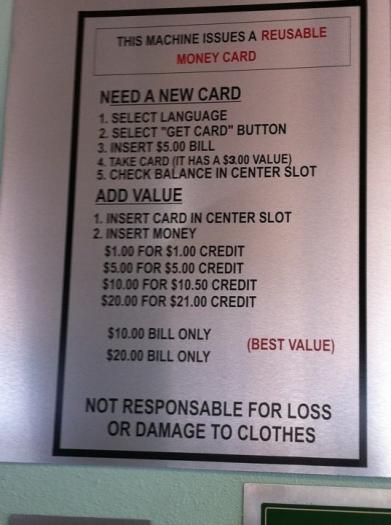 THIS MACHINE ISSUES A REUSABLE
MONEY CARD
NEED A NEW CARD
1. SELECT LANGUAGE
2. SELECT "GET CARD" BUTTON
3. INSERT $5.00 BILL
4. TAKE CARD (IT HAS A $3.00 VALUE)
5. CHECK BALANCE IN CENTER SLOT
ADD VALUE
1. INSERT CARD IN CENTER SLOT
2. INSERT MONEY
$1.00 FOR $1.00 CREDIT
$5.00 FOR $5.00 CREDIT
$10.00 FOR $10.50 CREDIT
$20.00 FOR $21.00 CREDIT
$10.00 BILL ONLY
(BEST VALUE)
$20.00 BILL ONLY
NOT RESPONSABLE FOR LOSS
OR DAMAGE TO CLOTHES